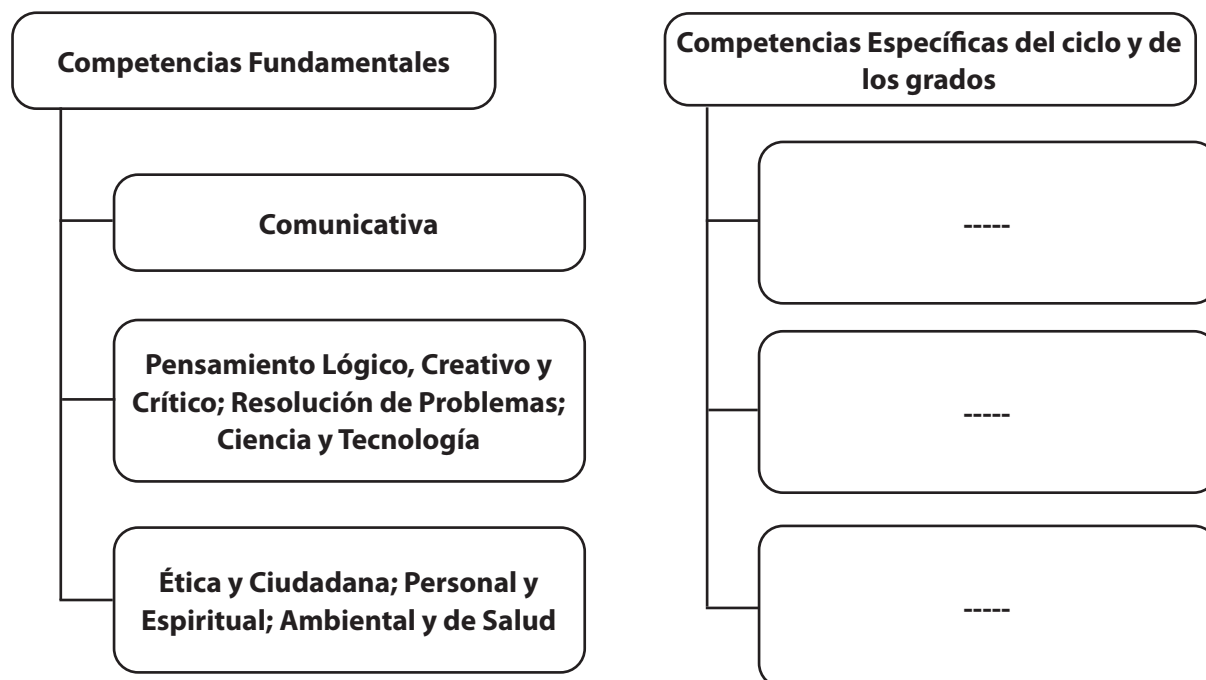 Competencias Fundamentales
Comunicativa
Pensamiento Lógico, Creativo y
Crítico; Resolución de Problemas;
Ciencia y Tecnología
Ética y Ciudadana; Personal y
Espiritual; Ambiental y de Salud
Competencias Específicas del ciclo y de
los grados
-----
-----
-----